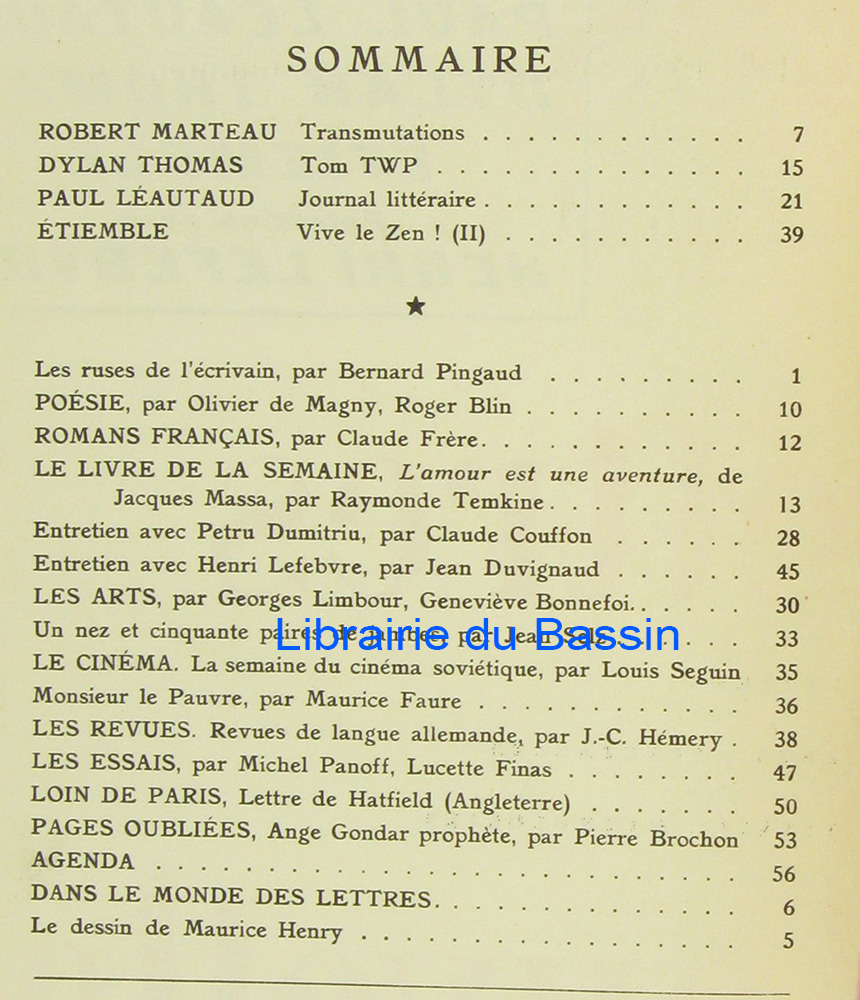 SOMMAIRE
ROBERT MARTEAU Transmutations . . . . . . . . . . . . 7
DYLAN THOMAS Tom TWP . . . . . . . . . . . . . . 15
PAUL LÉAUTAUD Journal littéraire . . . . . . . . . . . . 21
ÉTIEMBLE Vive le Zen ! (II) . . . . . . . . . . . 39
★
Les ruses de l'écrivain, par Bernard Pingaud . . . . . . . . . 1
POÉSIE, par Olivier de Magny, Roger Blin . . . . . . . . . . 10
ROMANS FRANÇAIS, par Claude Frère. . . . . . . . . . . . 12
LE LIVRE DE LA SEMAINE, L'amour est une aventure, de
Jacques Massa, par Raymonde Temkine . . . . . . . . . 13
Entretien avec Petru Dumitriu, par Claude Couffon . . . . . . 28
Entretien avec Henri Lefebvre, par Jean Duvignaud . . . . . . 45
LES ARTS, par Georges Limbour, Geneviève Bonnefoi. . . . . . 30
Un nez et cinquante paires de jambes, par Jean Selz . . . . . . 33
Librairie du Bassin
LE CINÉMA. La semaine du cinéma soviétique, par Louis Seguin 35
Monsieur le Pauvre, par Maurice Faure . . . . . . . . . . . . 36
LES REVUES. Revues de langue allemande, par J.-C. Hémery . 38
LES ESSAIS, par Michel Panoff, Lucette Finas . . . . . . . . 47
LOIN DE PARIS, Lettre de Hatfield (Angleterre) . . . . . . . 50
PAGES OUBLIÉES, Ange Gondar prophète, par Pierre Brochon 53
AGENDA . . . . . . . . . . . . . . . . . . . . . . . . 56
DANS LE MONDE DES LETTRES. . . . . . . . . . . . . . 6
Le dessin de Maurice Henry . . . . . . . . . . . . . . . . . 5